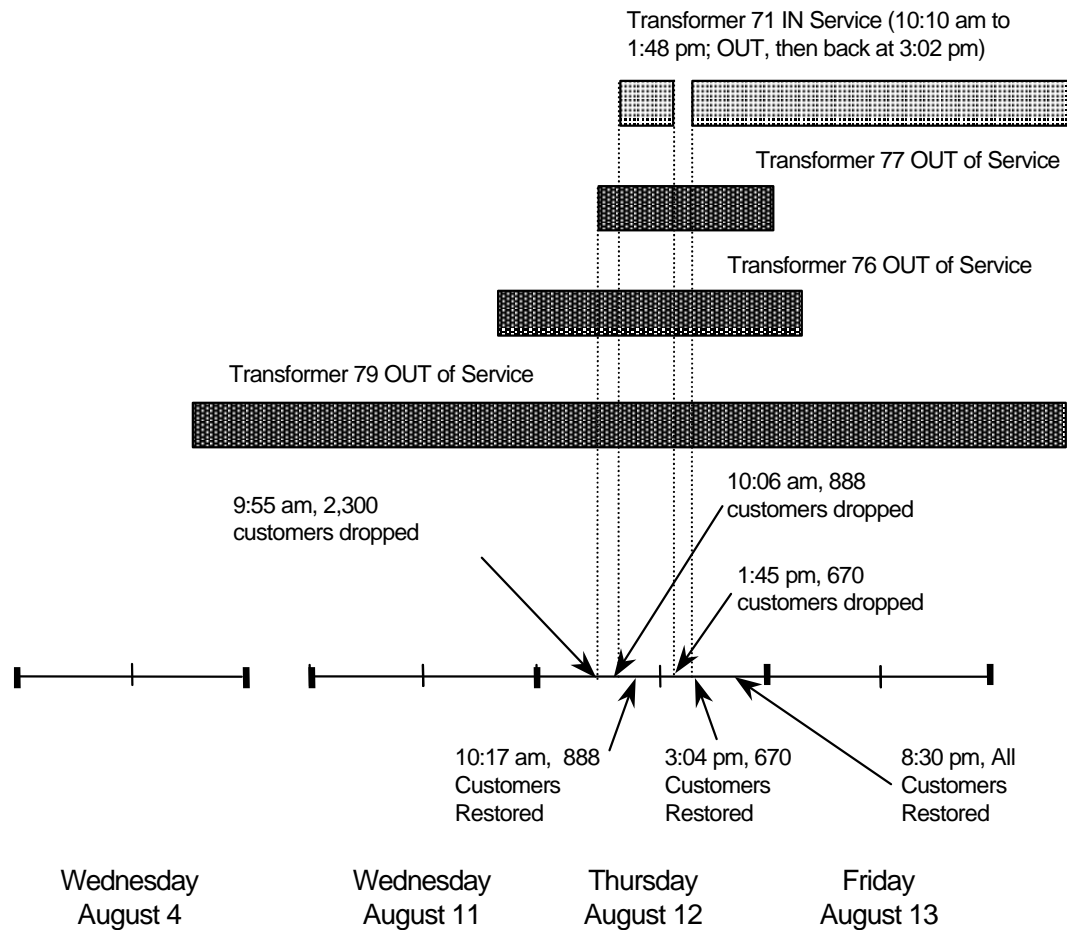 Transformer 71 IN Service (10:10 am to
1:48 pm; OUT, then back at 3:02 pm)
Transformer 77 OUT of Service
Transformer 76 OUT of Service
Transformer 79 OUT of Service
9:55 am, 2,300
customers dropped
10:06 am, 888
customers dropped
1:45 pm, 670
customers dropped
10:17 am, 888
Customers
Restored
3:04 pm, 670
Customers
Restored
8:30 pm, All
Customers
Restored
Wednesday
August 4
Wednesday
August 11
Thursday
August 12
Friday
August 13